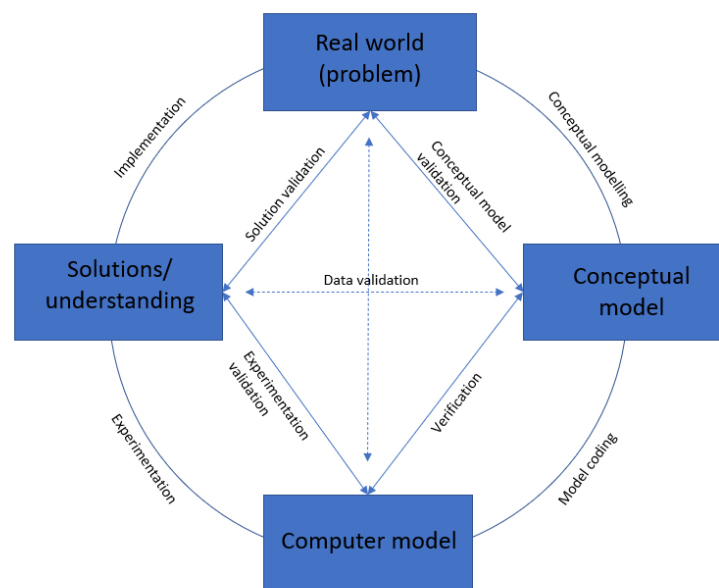 Real world
(problem)
Implementation
Conceptual modelling
Solution validation
Conceptual model
validation
Solutions/
understanding
Data validation
Conceptual
model
Experimentation
validation
Verification
Experimentation
Model coding
Computer model